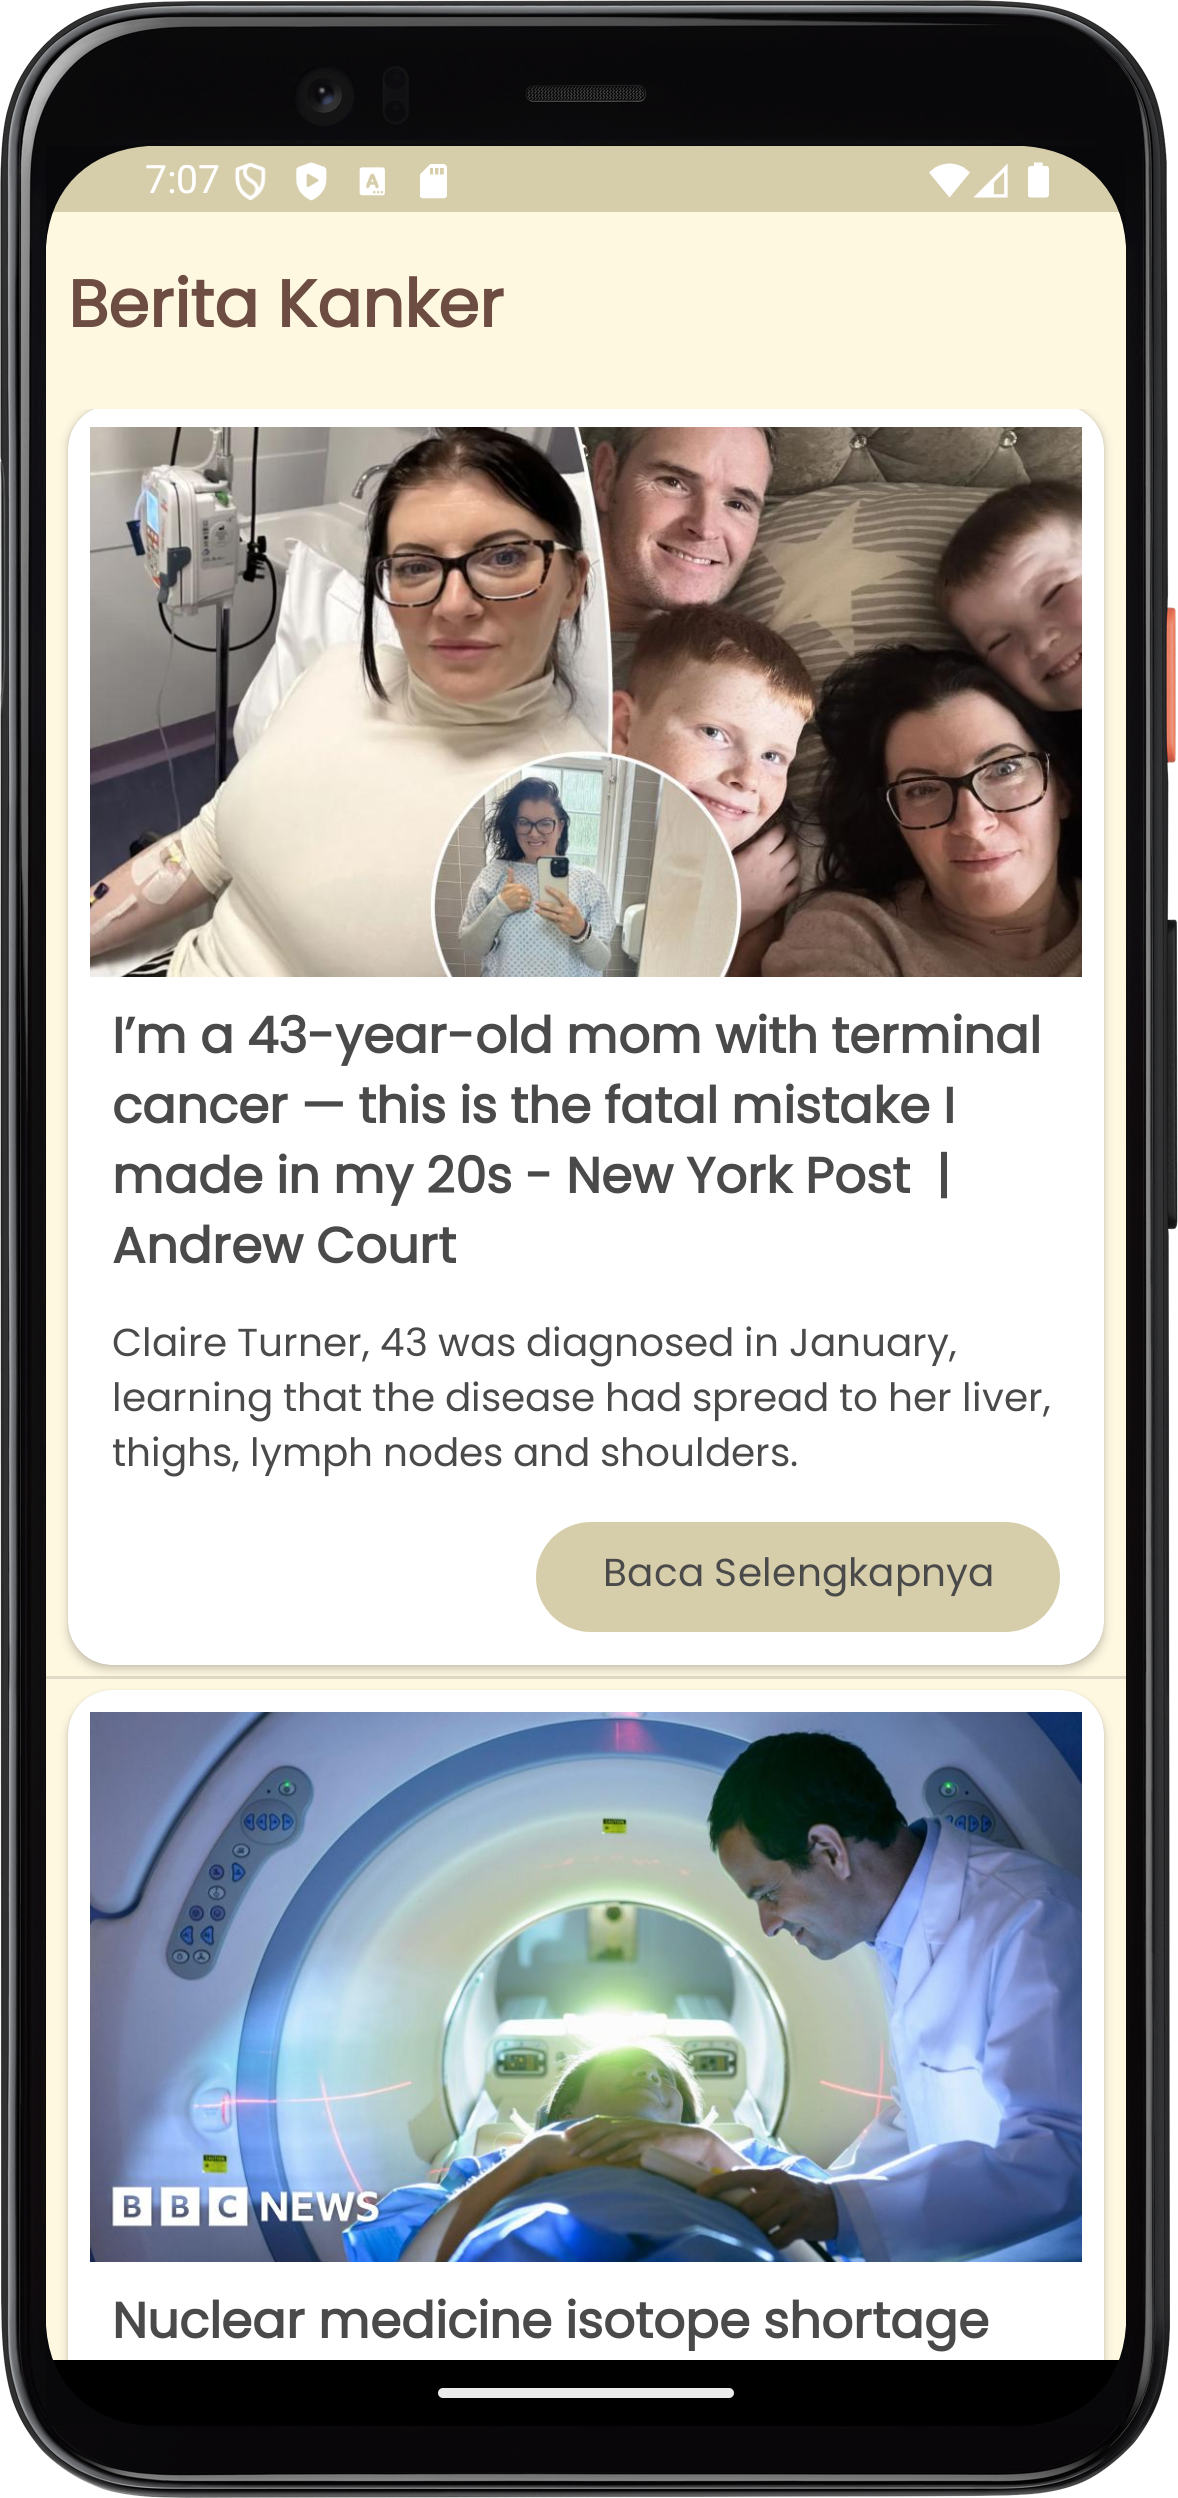 7:07
Berita Kanker
I’m a 43-year-old mom with terminal
cancer — this is the fatal mistake I
made in my 20s - New York Post |
Andrew Court
Claire Turner, 43 was diagnosed in January,
learning that the disease had spread to her liver,
thighs, lymph nodes and shoulders.
Baca Selengkapnya
BBC NEWS
Nuclear medicine isotope shortage